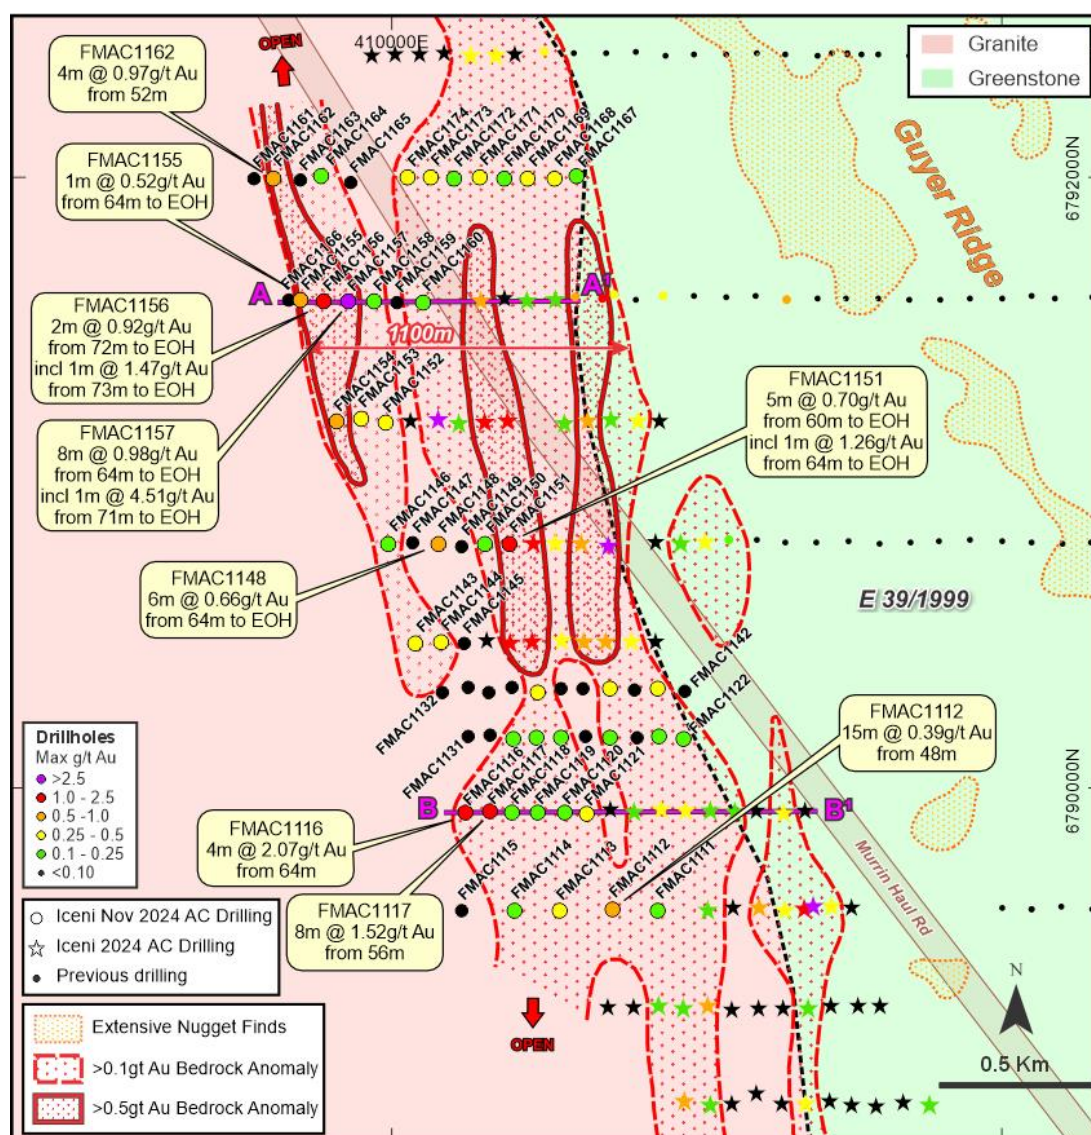 OPEN
410000E
Granite
Greenstone
FMAC1162
4m @ 0.97g/t Au
from 52m
FMAC1161
FMAC1162
FMAC1163
FMAC1164
FMAC1165
FMAC1174
FMAC1173
FMAC1172
FMAC1171
FMAC1170
FMAC1169
FMAC1168
FMAC1167
Guyer Ridge
6792000N
FMAC1155
1m @ 0.52g/t Au
from 64m to EOH
FMAC1166
FMAC1155
FMAC1156
FMAC1157
FMAC1158
FMAC1159
FMAC1160
A
A¹
1100m
FMAC1156
2m @ 0.92g/t Au
from 72m to EOH
incl 1m @ 1.47g/t Au
from 73m to EOH
FMAC1154
FMAC1153
FMAC1152
FMAC1151
5m @ 0.70g/t Au
from 60m to EOH
incl 1m @ 1.26g/t Au
from 64m to EOH
FMAC1157
8m @ 0.98g/t Au
from 64m to EOH
incl 1m @ 4.51g/t Au
from 71m to EOH
FMAC1146
FMAC1147
FMAC1148
FMAC1149
FMAC1150
FMAC1151
FMAC1148
6m @ 0.66g/t Au
from 64m to EOH
FMAC1143
FMAC1144
FMAC1145
E 39/1999
FMAC1142
FMAC1132
FMAC1122
FMAC1131
FMAC1112
15m @ 0.39g/t Au
from 48m
6790000N
Drillholes
Max g/t Au
>2.5
1.0 - 2.5
0.5 -1.0
0.25 - 0.5
0.1 - 0.25
<0.10
FMAC1116
FMAC1117
FMAC1118
FMAC1119
FMAC1120
FMAC1121
B
B¹
FMAC1116
4m @ 2.07g/t Au
from 64m
FMAC1115
FMAC1114
FMAC1113
FMAC1112
FMAC1111
Murrin Haul Rd
FMAC1117
8m @ 1.52g/t Au
from 56m
Iceni Nov 2024 AC Drilling
Iceni 2024 AC Drilling
Previous drilling
OPEN
Extensive Nugget Finds
>0.1gt Au Bedrock Anomaly
>0.5gt Au Bedrock Anomaly
N
0.5 Km